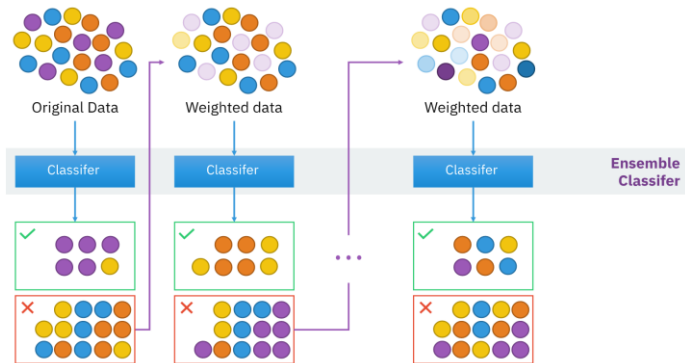 Original Data
Weighted data
Weighted data
Classifer
Classifer
Classifer
Ensemble
Classifer
...